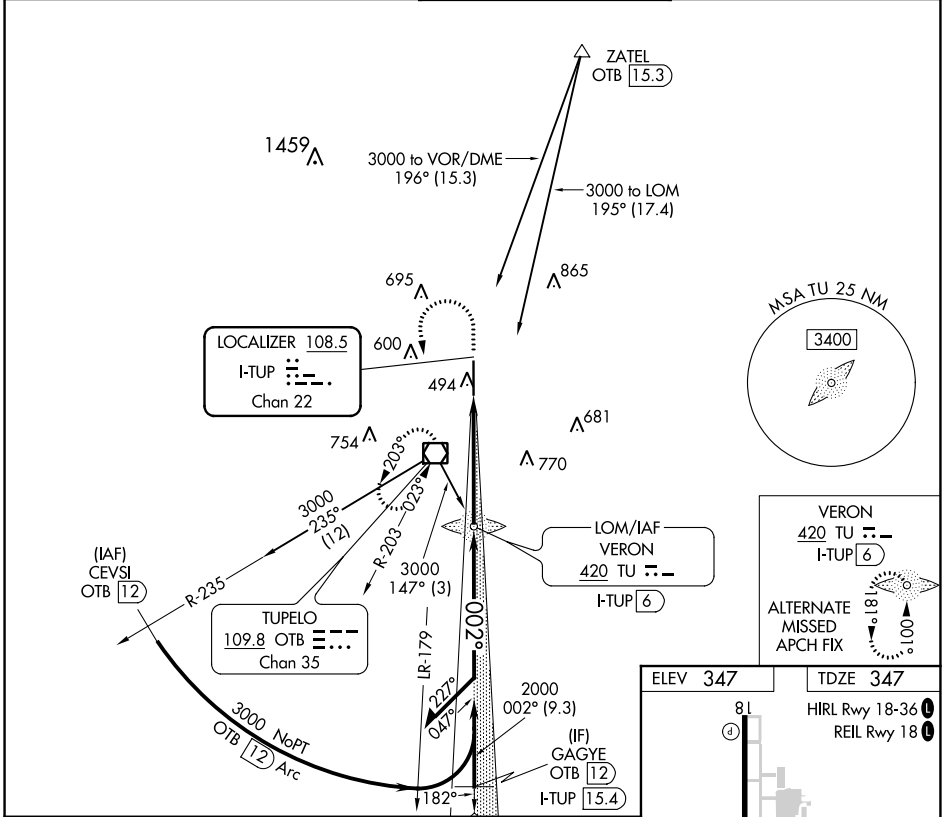 ZATEL
OTB 15.3
1459
3000 to VOR/DME
196° (15.3)
3000 to LOM
195° (17.4)
695
865
MSA TU 25 NM
3400
LOCALIZER 108.5
I-TUP
Chan 22
600
494
754
681
770
203°
023°
3000
235°
(12)
R-203
R-235
3000
147° (3)
LOM/IAF
VERON
420 TU
I-TUP 6
VERON
420 TU
I-TUP 6
181°
001°
ALTERNATE
MISSED
APCH FIX
(IAF)
CEVSI
OTB 12
TUPELO
109.8 OTB
Chan 35
LR-179
002°
227°
047°
2000
002° (9.3)
3000 NoPT
OTB 12 Arc
(IF)
GAGYE
OTB 12
I-TUP 15.4
182°
ELEV 347
TDZE 347
HIRL Rwy 18-36 L
REIL Rwy 18 L
18
P